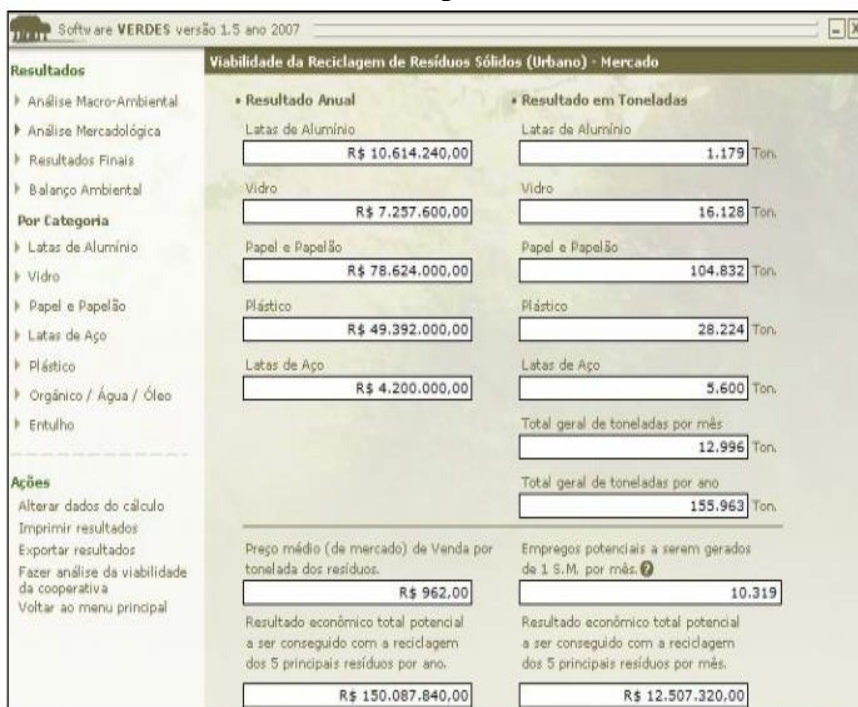 Software VERDES versão 1.5 ano 2007
Resultados
Análise Macro-Ambiental
Análise Mercadológica
Resultados Finais
Balanço Ambiental
Por Categoria
Latas de Alumínio
Vidro
Papel e Papelão
Latas de Aço
Plástico
Orgânico / Água / Óleo
Entulho
Ações
Alterar dados do cálculo
Imprimir resultados
Exportar resultados
Fazer análise da viabilidade
da cooperativa
Voltar ao menu principal
Viabilidade da Reciclagem de Resíduos Sólidos (Urbano) - Mercado
• Resultado Anual
Latas de Alumínio
R$ 10.614.240,00
Vidro
R$ 7.257.600,00
Papel e Papelão
R$ 78.624.000,00
Plástico
R$ 49.392.000,00
Latas de Aço
R$ 4.200.000,00
• Resultado em Toneladas
Latas de Alumínio
1.179 Ton.
Vidro
16.128 Ton.
Papel e Papelão
104.832 Ton.
Plástico
28.224 Ton.
Latas de Aço
5.600 Ton.
Total geral de toneladas por mês
12.996 Ton.
Total geral de toneladas por ano
155.963 Ton.
Preço médio (de mercado) de Venda por
tonelada dos resíduos.
R$ 962,00
Resultado econômico total potencial
a ser conseguido com a reciclagem
dos 5 principais resíduos por ano.
R$ 150.087.840,00
Empregos potenciais a serem gerados
de 1 S.M. por mês. ?
10.319
Resultado econômico total potencial
a ser conseguido com a reciclagem
dos 5 principais resíduos por mês.
R$ 12.507.320,00